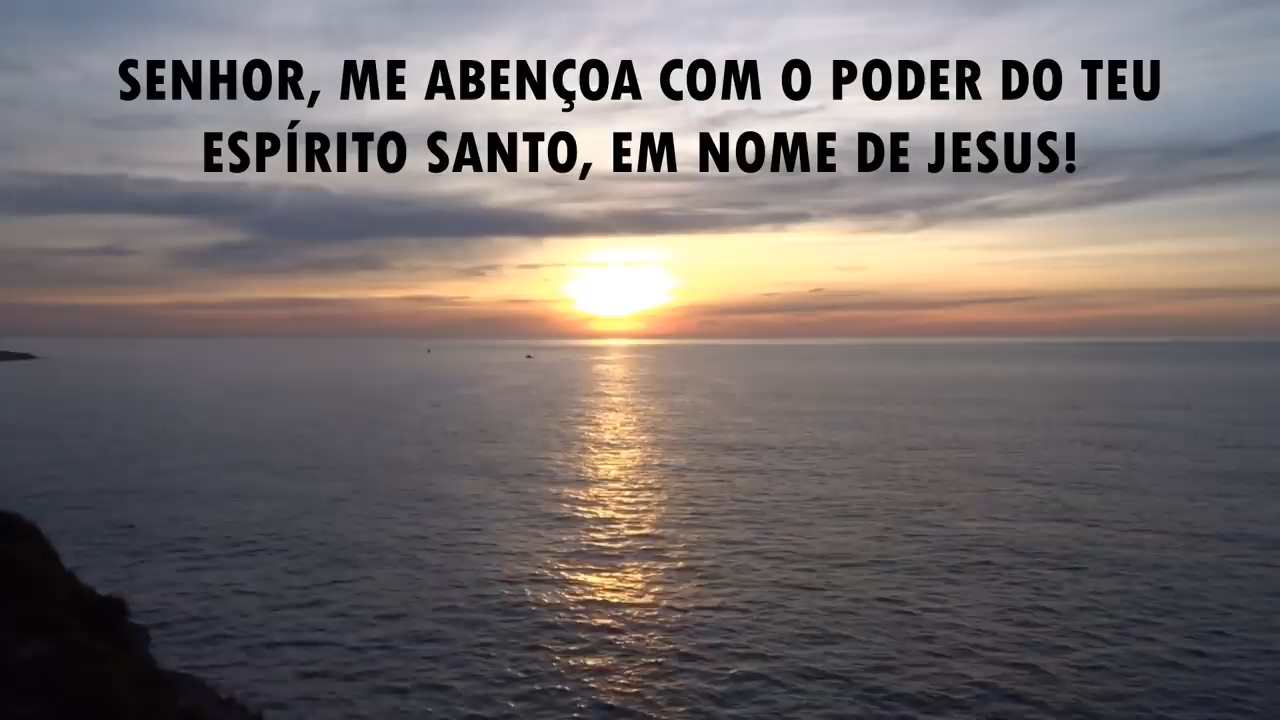 SENHOR, ME ABENÇOA COM O PODER DO TEU
ESPÍRITO SANTO, EM NOME DE JESUS!